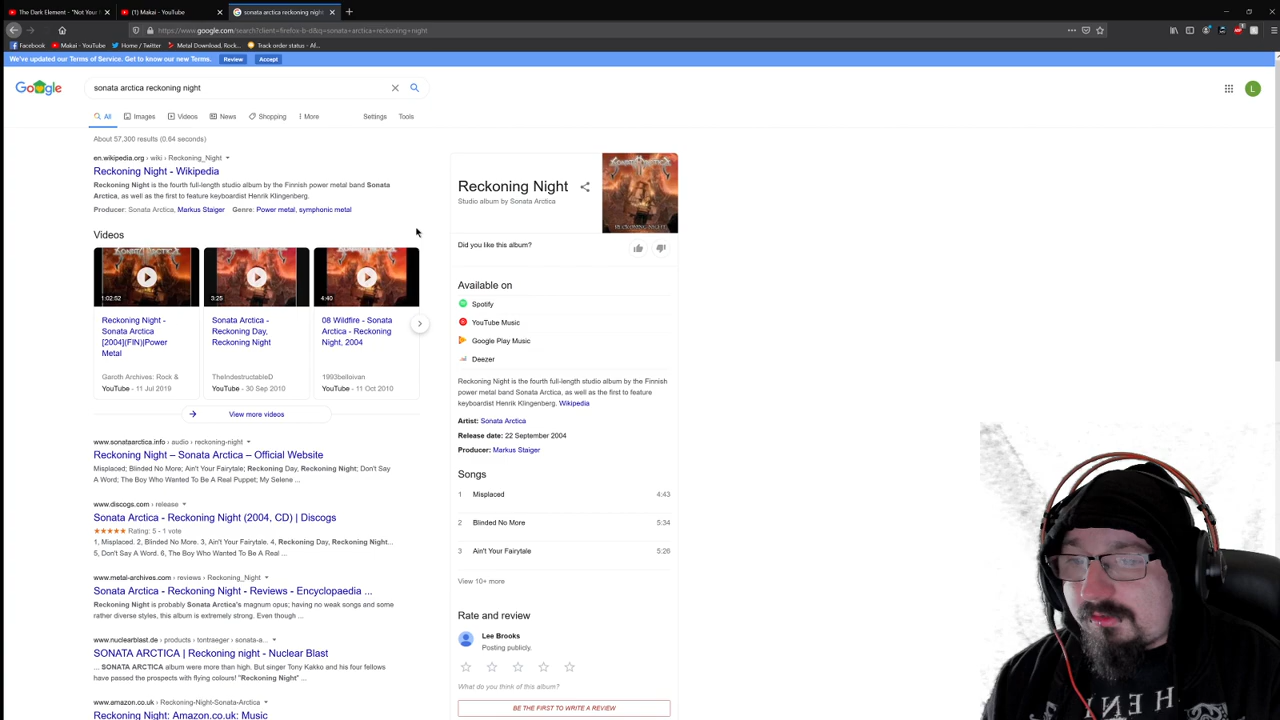 The Dark Element - "Not Your
(1) Makai - YouTube
sonata arctica reckoning night
https://www.google.com/search?client=firefox-b-d&q=sonata+arctica+reckoning+night
Facebook
Makai - YouTube
Home / Twitter
Metal Download, Rock...
Track order status - Al...
We've updated our Terms of Service. Get to know our new Terms.
Review
Accept
Google
sonata arctica reckoning night
L
All
Images
Videos
News
Shopping
More
Settings
Tools
About 57,300 results (0.64 seconds)
en.wikipedia.org › wiki › Reckoning_Night
Reckoning Night - Wikipedia
Reckoning Night is the fourth full-length studio album by the Finnish power metal band Sonata
Arctica, as well as the first to feature keyboardist Henrik Klingenberg.
Producer: Sonata Arctica, Markus Staiger Genre: Power metal, symphonic metal
Videos
1:02:52
3:25
4:40
Reckoning Night -
Sonata Arctica
[2004](FIN)|Power
Metal
Gøroth Archives: Rock &
YouTube - 11 Jul 2019
Sonata Arctica -
Reckoning Day,
Reckoning Night
TheIndestructableD
YouTube - 30 Sep 2010
08 Wildfire - Sonata
Arctica - Reckoning
Night, 2004
1993belloivan
YouTube - 11 Oct 2010
View more videos
www.sonataarctica.info › audio › reckoning-night
Reckoning Night – Sonata Arctica – Official Website
Misplaced; Blinded No More; Ain't Your Fairytale; Reckoning Day, Reckoning Night; Don't Say
A Word; The Boy Who Wanted To Be A Real Puppet; My Selene ...
www.discogs.com › release
Sonata Arctica - Reckoning Night (2004, CD) | Discogs
Rating: 5 - 1 vote
1, Misplaced. 2, Blinded No More. 3, Ain't Your Fairytale. 4, Reckoning Day, Reckoning Night...
5, Don't Say A Word. 6, The Boy Who Wanted To Be A Real ...
www.metal-archives.com › reviews › Reckoning_Night
Sonata Arctica - Reckoning Night - Reviews - Encyclopaedia ...
Reckoning Night is probably Sonata Arctica's magnum opus; having no weak songs and some
rather diverse styles, this album is extremely strong. Even though ...
www.nuclearblast.de › products › tontraeger › sonata-a...
SONATA ARCTICA | Reckoning night - Nuclear Blast
... SONATA ARCTICA album were more than high. But singer Tony Kakko and his four fellows
have passed the prospects with flying colours! "Reckoning Night" ...
www.amazon.co.uk › Reckoning-Night-Sonata-Arctica
Reckoning Night: Amazon.co.uk: Music
Reckoning Night
Studio album by Sonata Arctica
SONATA ARCTICA
RECKONING NIGHT
Did you like this album?
Available on
Spotify
YouTube Music
Google Play Music
Deezer
Reckoning Night is the fourth full-length studio album by the Finnish
power metal band Sonata Arctica, as well as the first to feature
keyboardist Henrik Klingenberg. Wikipedia
Artist: Sonata Arctica
Release date: 22 September 2004
Producer: Markus Staiger
Songs
1 Misplaced 4:43
2 Blinded No More 5:34
3 Ain't Your Fairytale 5:26
View 10+ more
Rate and review
Lee Brooks
Posting publicly.
What do you think of this album?
BE THE FIRST TO WRITE A REVIEW